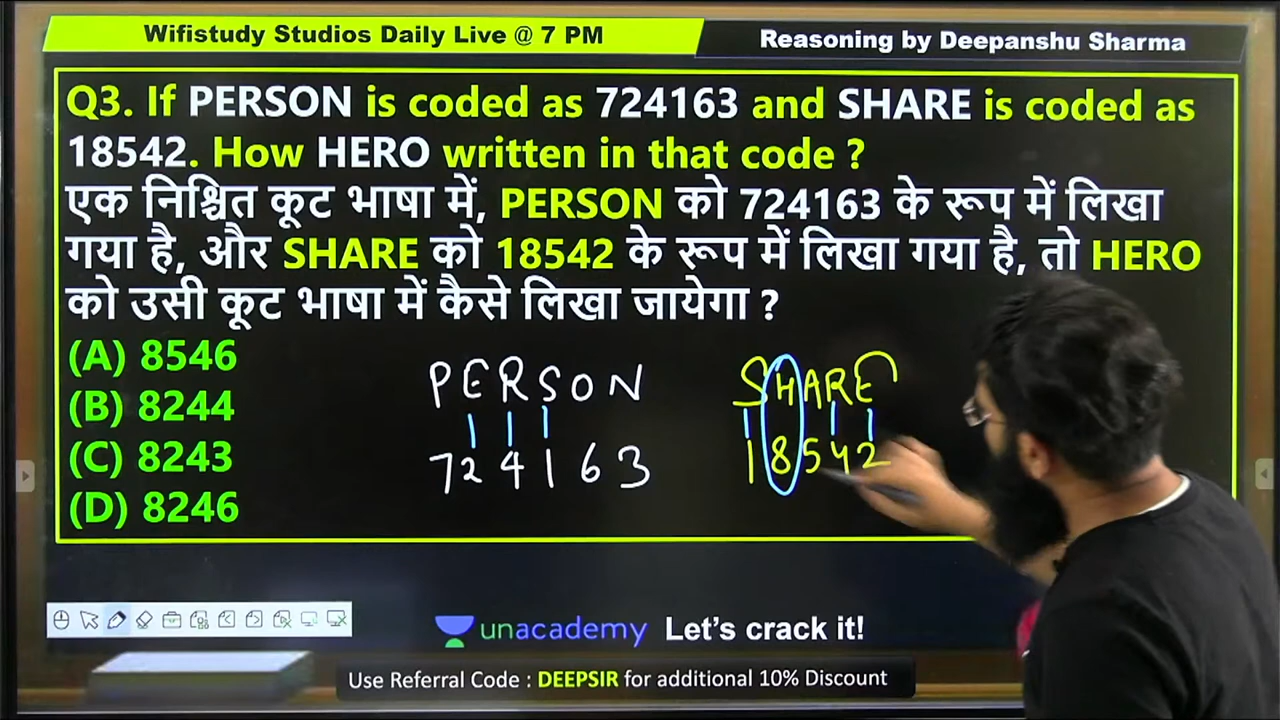 Wifistudy Studios Daily Live @ 7 PM
Reasoning by Deepanshu Sharma
Q3. If PERSON is coded as 724163 and SHARE is coded as
18542. How HERO written in that code ?
एक निश्चित कूट भाषा में, PERSON को 724163 के रूप में लिखा
गया है, और SHARE को 18542 के रूप में लिखा गया है, तो HERO
को उसी कूट भाषा में कैसे लिखा जायेगा ?
(A) 8546
(B) 8244
(C) 8243
(D) 8246
PERSON
724163
SHARE
18542
unacademy Let's crack it!
Use Referral Code : DEEPSIR for additional 10% Discount